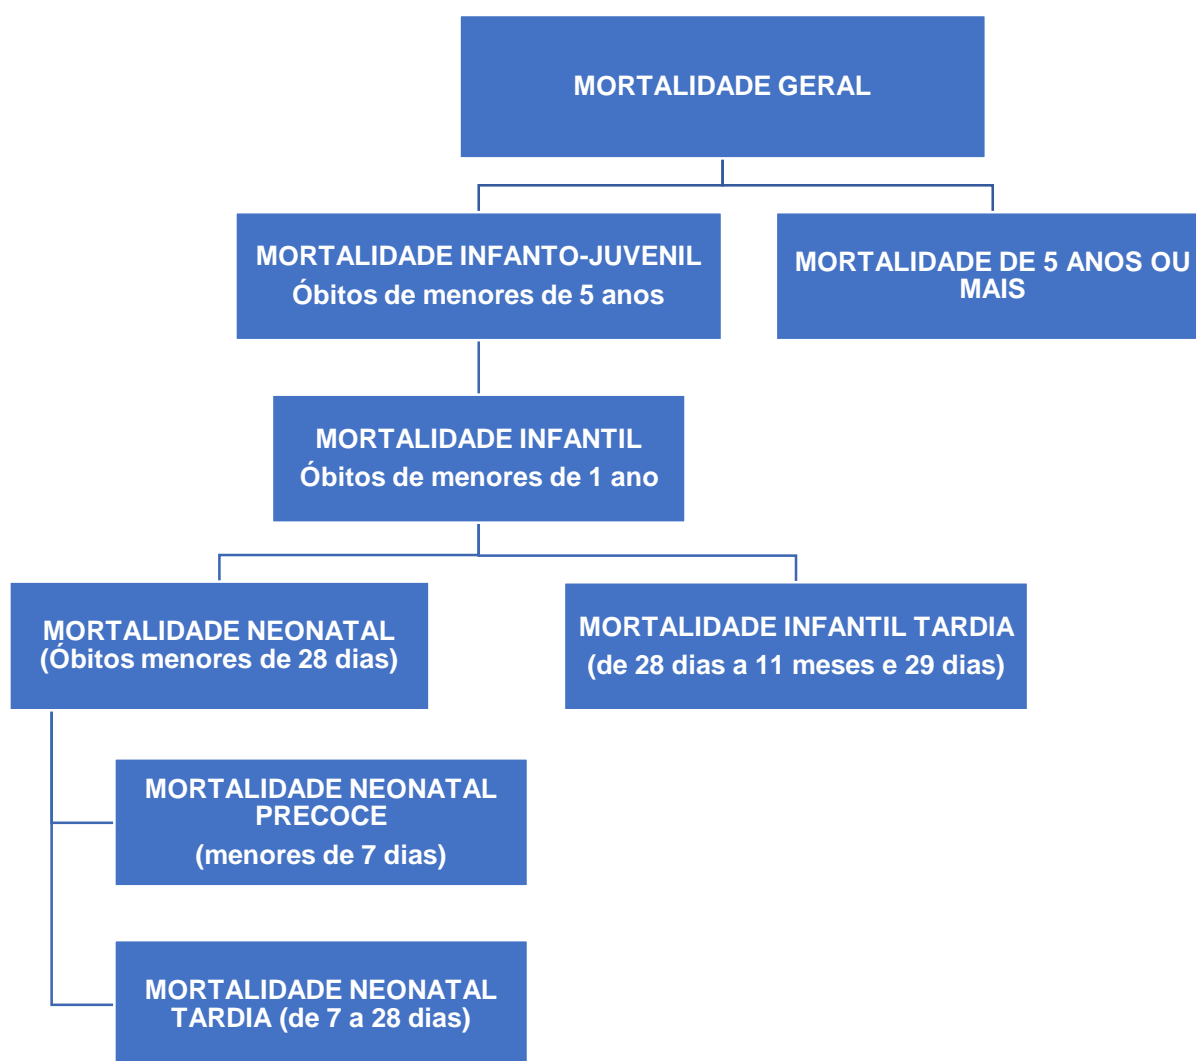 MORTALIDADE GERAL
MORTALIDADE INFANTO-JUVENIL
Óbitos de menores de 5 anos
MORTALIDADE DE 5 ANOS OU
MAIS
MORTALIDADE INFANTIL
Óbitos de menores de 1 ano
MORTALIDADE NEONATAL
(Óbitos menores de 28 dias)
MORTALIDADE INFANTIL TARDIA
(de 28 dias a 11 meses e 29 dias)
MORTALIDADE NEONATAL
PRECOCE
(menores de 7 dias)
MORTALIDADE NEONATAL
TARDIA (de 7 a 28 dias)